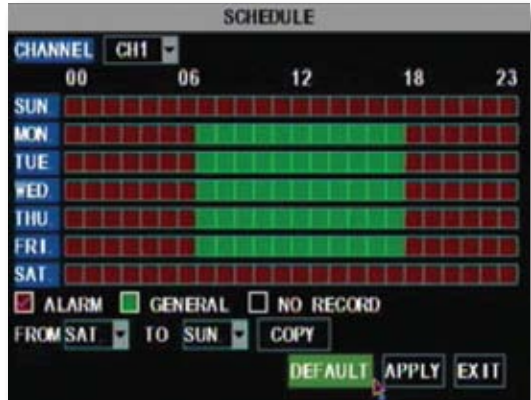 SCHEDULE
CHANNEL CH1
00 06 12 18 23
SUN
MON
TUE
WED
THU
FRI.
SAT.
ALARM GENERAL NO RECORD
FROM SAT. TO SUN. COPY
DEFAULT APPLY EXIT